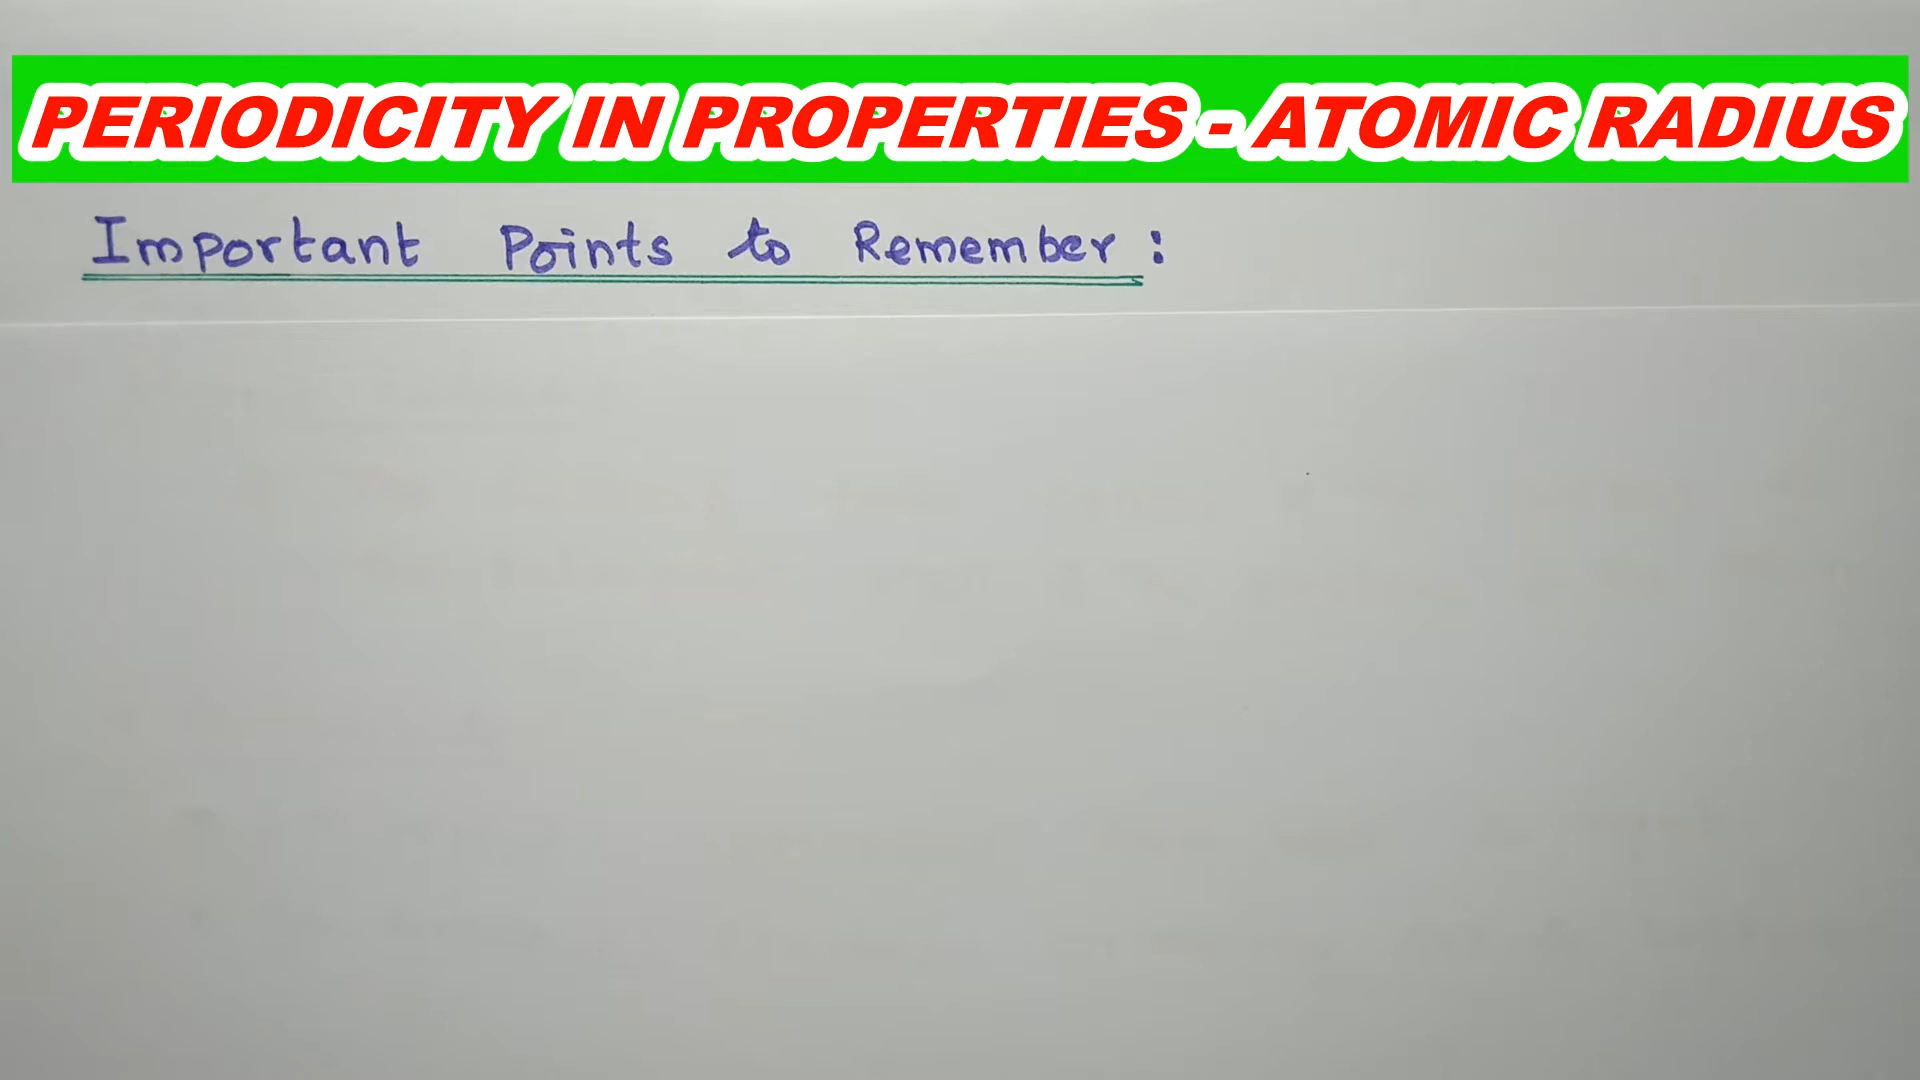 PERIODICITY IN PROPERTIES - ATOMIC RADIUS
Important Points to Remember :